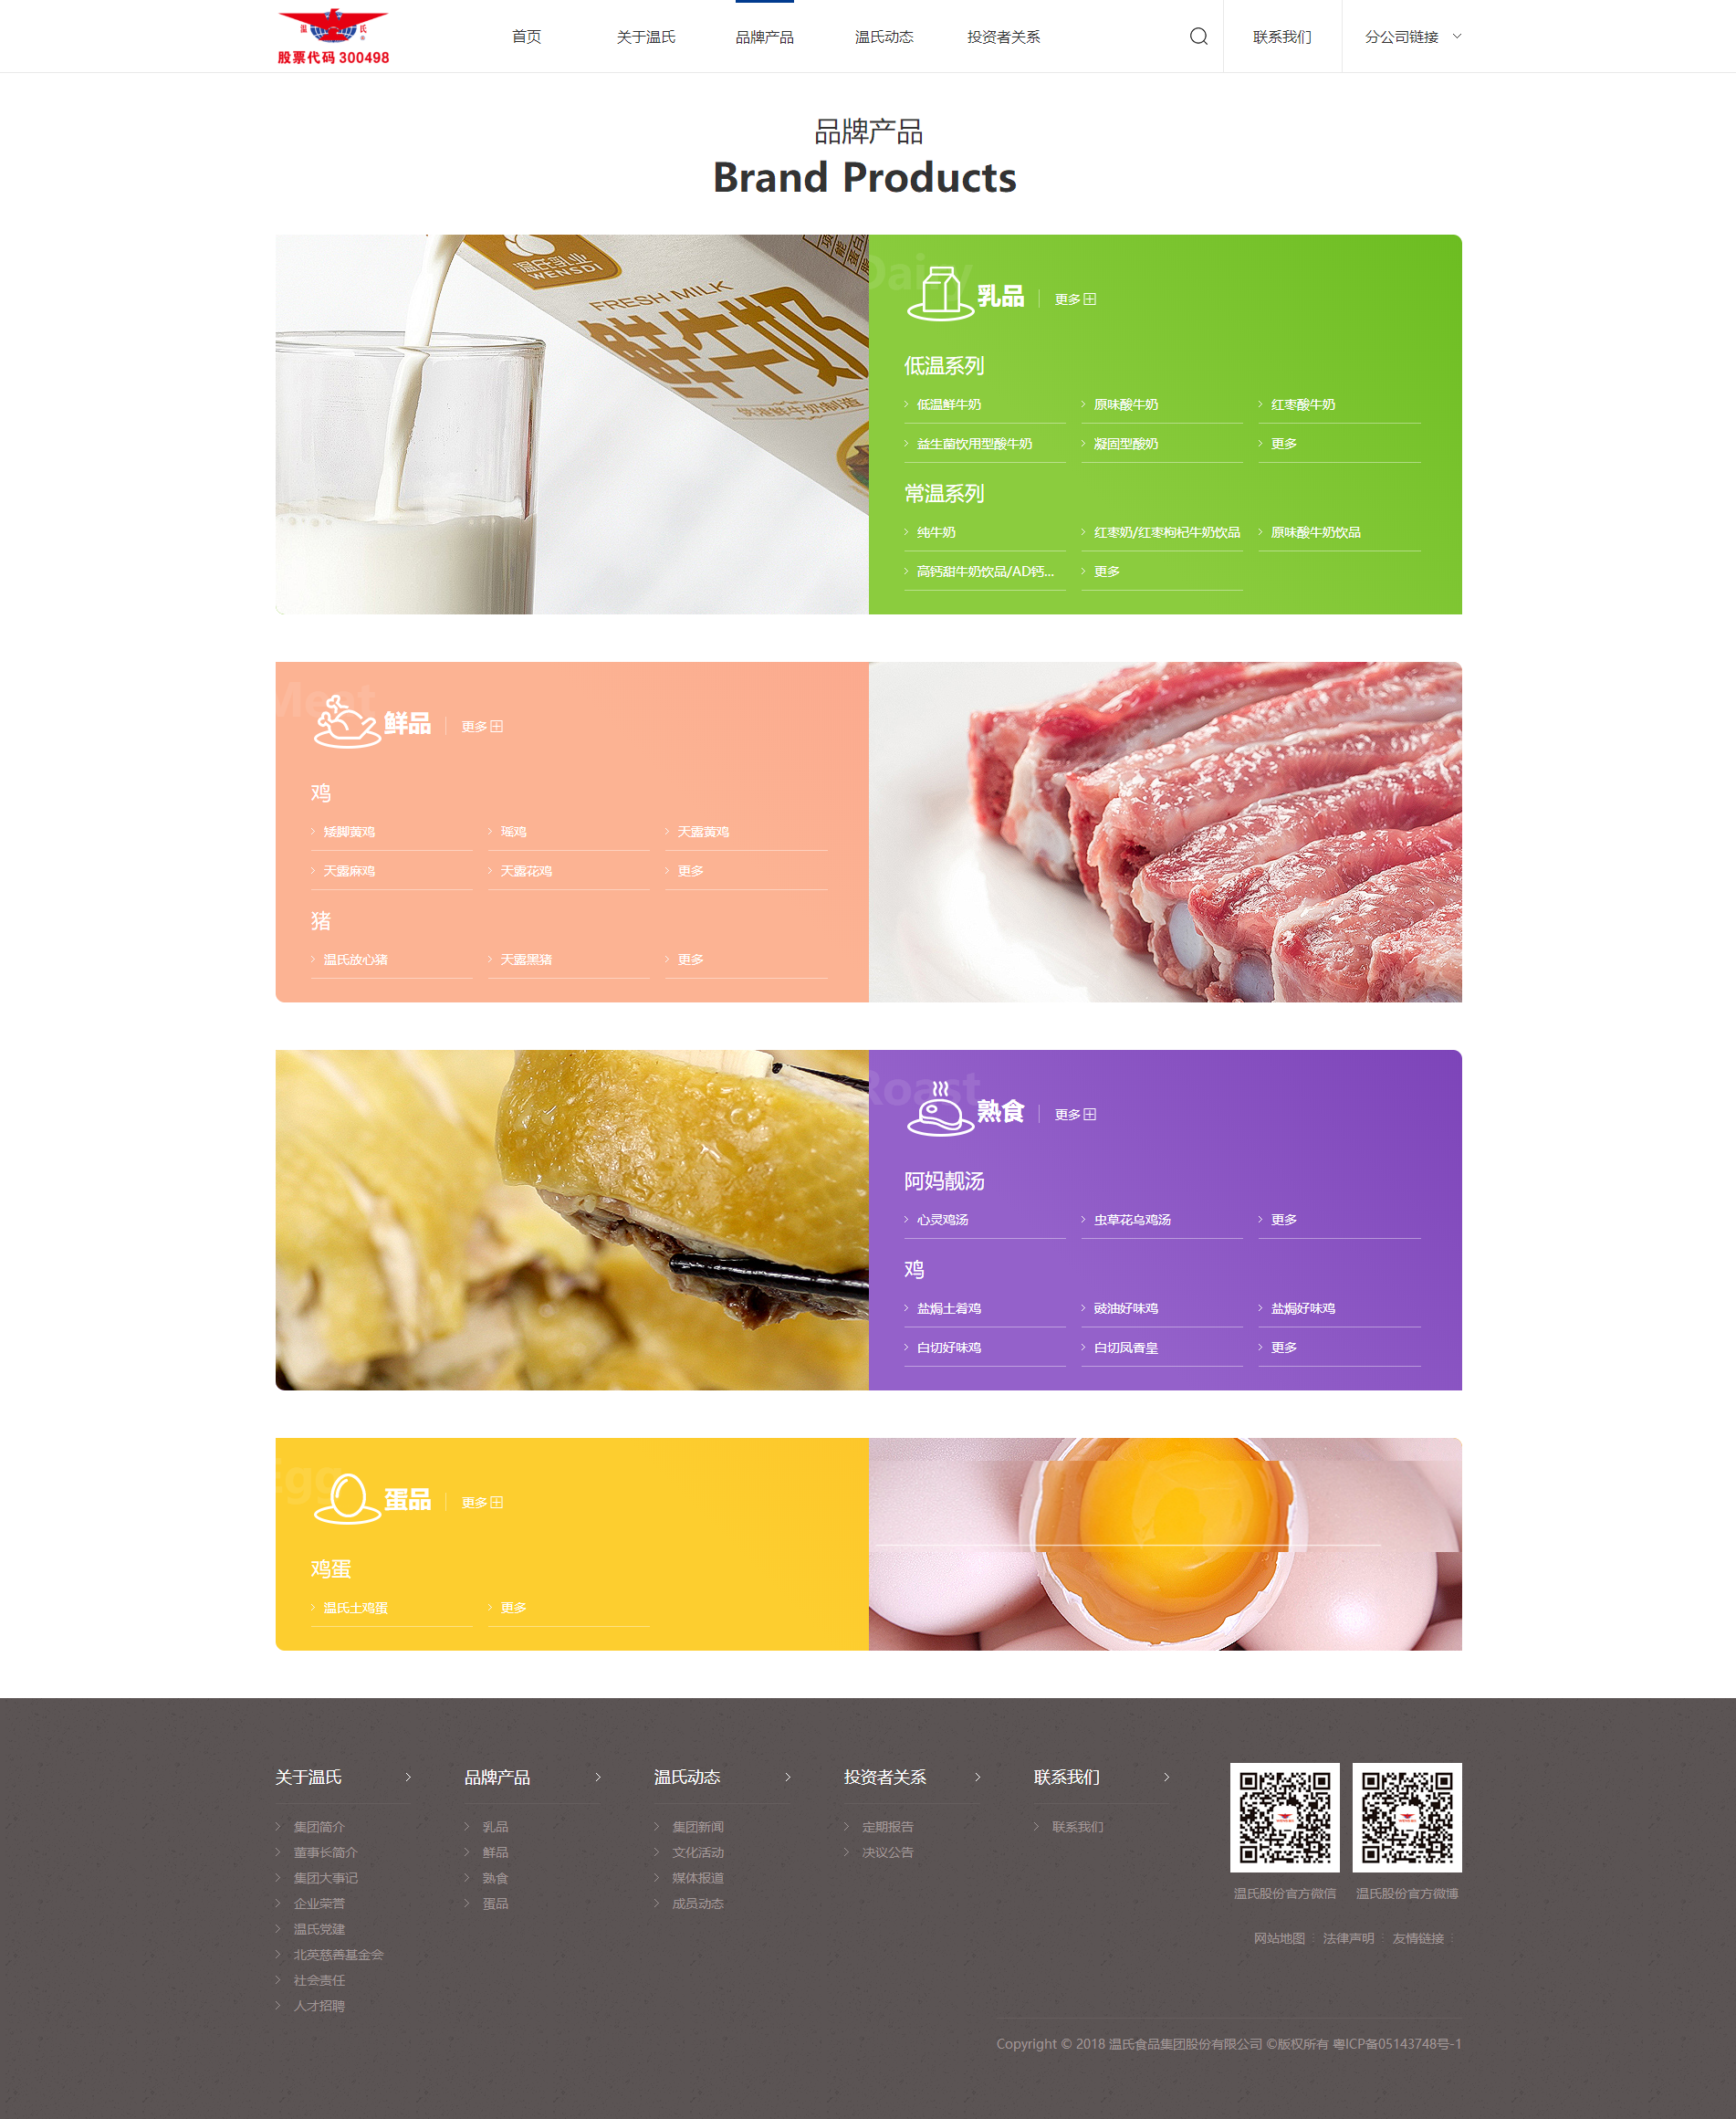 温 氏
股票代码 300498
首页
关于温氏
品牌产品
温氏动态
投资者关系
联系我们
分公司链接
品牌产品
Brand Products
温氏乳业
WENSDI
FRESH MILK
鲜牛奶
Dairy
乳品
更多
低温系列
低温鲜牛奶
原味酸牛奶
红枣酸牛奶
益生菌饮用型酸牛奶
凝固型酸奶
更多
常温系列
纯牛奶
红枣奶/红枣枸杞牛奶饮品
原味酸牛奶饮品
高钙甜牛奶饮品/AD钙...
更多
Meat
鲜品
更多
鸡
矮脚黄鸡
瑶鸡
天露黄鸡
天露麻鸡
天露花鸡
更多
猪
温氏放心猪
天露黑猪
更多
Roast
熟食
更多
阿妈靓汤
心灵鸡汤
虫草花乌鸡汤
更多
鸡
盐焗土着鸡
豉油好味鸡
盐焗好味鸡
白切好味鸡
白切凤香皇
更多
Egg
蛋品
更多
鸡蛋
温氏土鸡蛋
更多
关于温氏
集团简介
董事长简介
集团大事记
企业荣誉
温氏党建
北英慈善基金会
社会责任
人才招聘
品牌产品
乳品
鲜品
熟食
蛋品
温氏动态
集团新闻
文化活动
媒体报道
成员动态
投资者关系
定期报告
决议公告
联系我们
联系我们
温氏股份官方微信
温氏股份官方微博
网站地图
法律声明
友情链接
Copyright © 2018 温氏食品集团股份有限公司 ©版权所有 粤ICP备05143748号-1